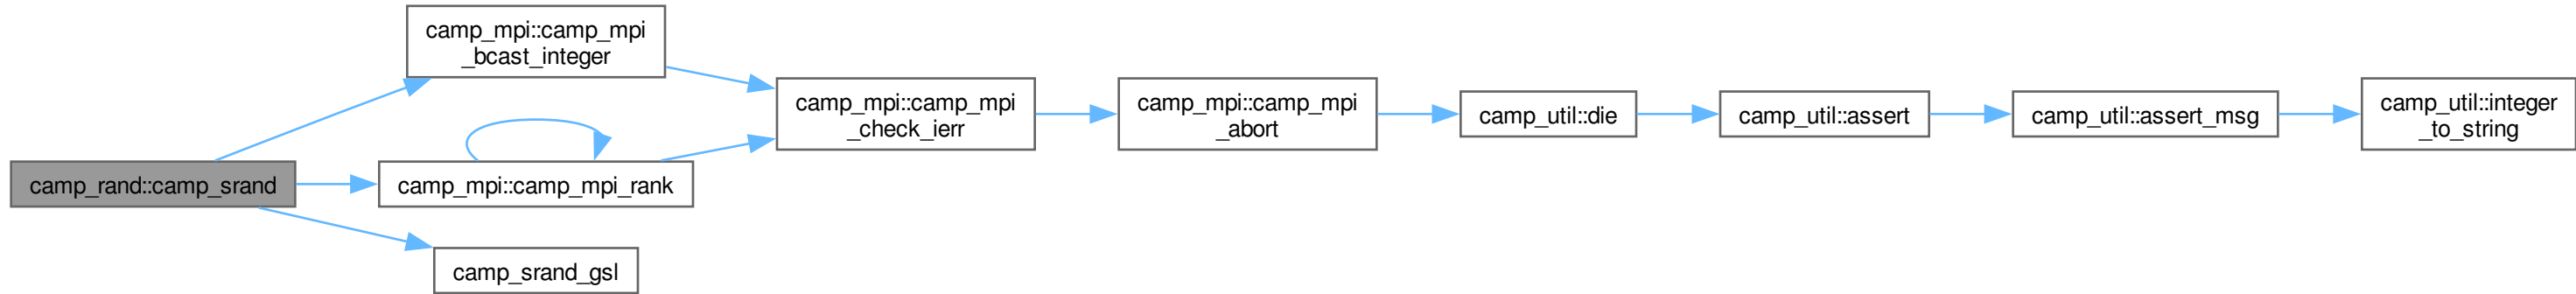 camp_rand::camp_srand
camp_mpi::camp_mpi
_bcast_integer
camp_mpi::camp_mpi_rank
camp_srand_gsl
camp_mpi::camp_mpi
_check_ierr
camp_mpi::camp_mpi
_abort
camp_util::die
camp_util::assert
camp_util::assert_msg
camp_util::integer
_to_string